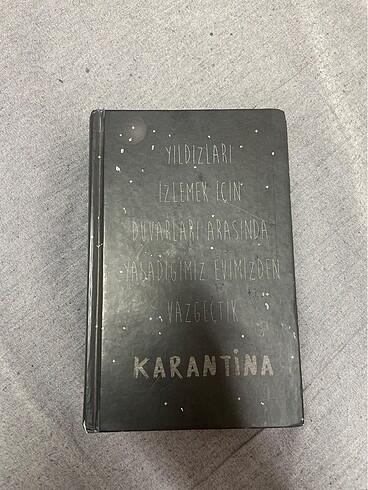 YILDIZLARI
İZLEMEK İÇİN
DUVARLARI ARASINDA
YAŞADIĞIMIZ EVİMİZDEN
VAZGEÇTİK
KARANTİNA